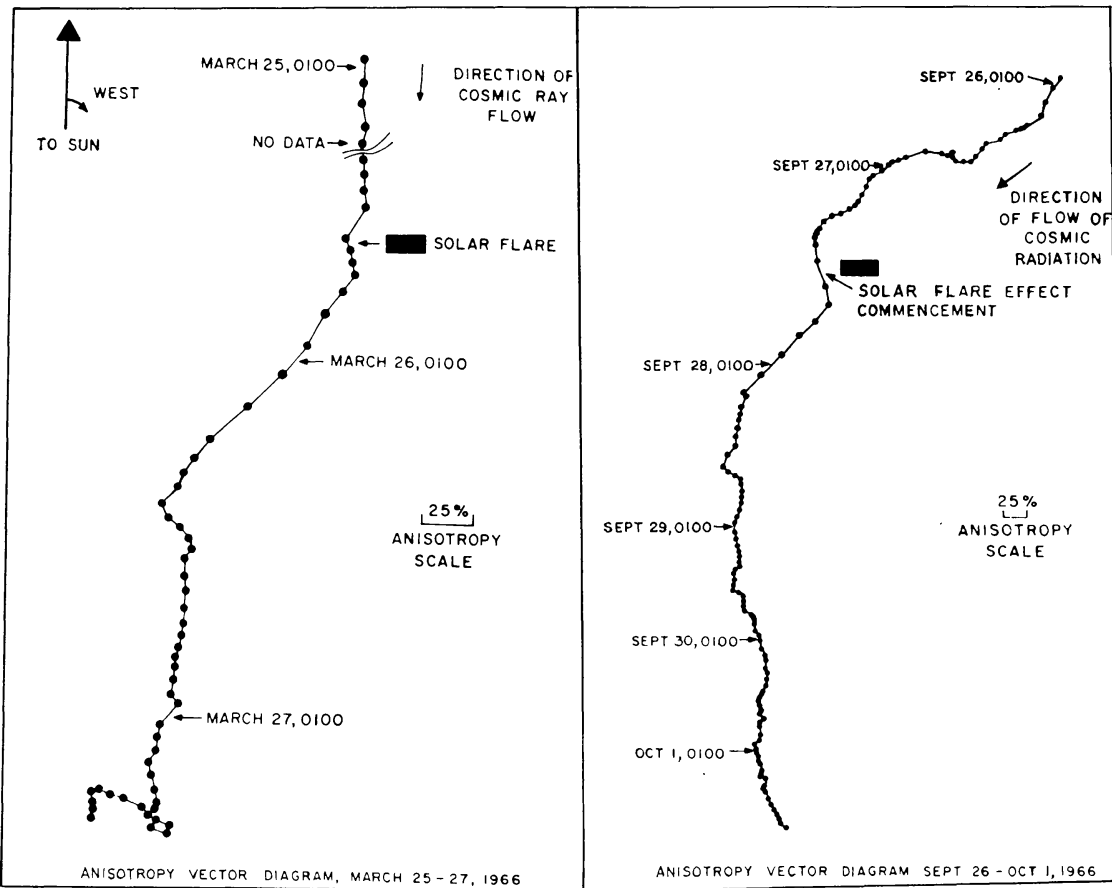 MARCH 25, 0100
DIRECTION OF
COSMIC RAY
FLOW
WEST
TO SUN
NO DATA
SOLAR FLARE
MARCH 26, 0100
25%
ANISOTROPY
SCALE
MARCH 27, 0100
ANISOTROPY VECTOR DIAGRAM, MARCH 25-27, 1966
SEPT 26, 0100
SEPT 27, 0100
DIRECTION
OF FLOW OF
COSMIC
RADIATION
SOLAR FLARE EFFECT
COMMENCEMENT
SEPT 28, 0100
25%
ANISOTROPY
SCALE
SEPT 29, 0100
SEPT 30, 0100
OCT 1, 0100
ANISOTROPY VECTOR DIAGRAM SEPT 26-OCT 1, 1966